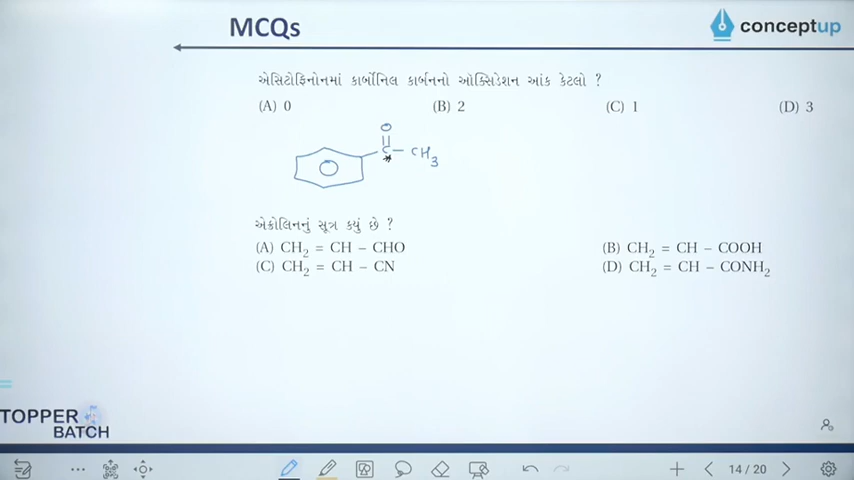 MCQs
conceptup
એસિટોફિનોનમાં કાર્બોનિલ કાર્બનનો ઑક્સિડેશન આંક કેટલો ?
(A) 0 (B) 2 (C) 1 (D) 3
O
C – CH3
એક્રોલિનનું સૂત્ર કયું છે ?
(A) CH2 = CH – CHO (B) CH2 = CH – COOH
(C) CH2 = CH – CN (D) CH2 = CH – CONH2
TOPPER
BATCH
14 / 20